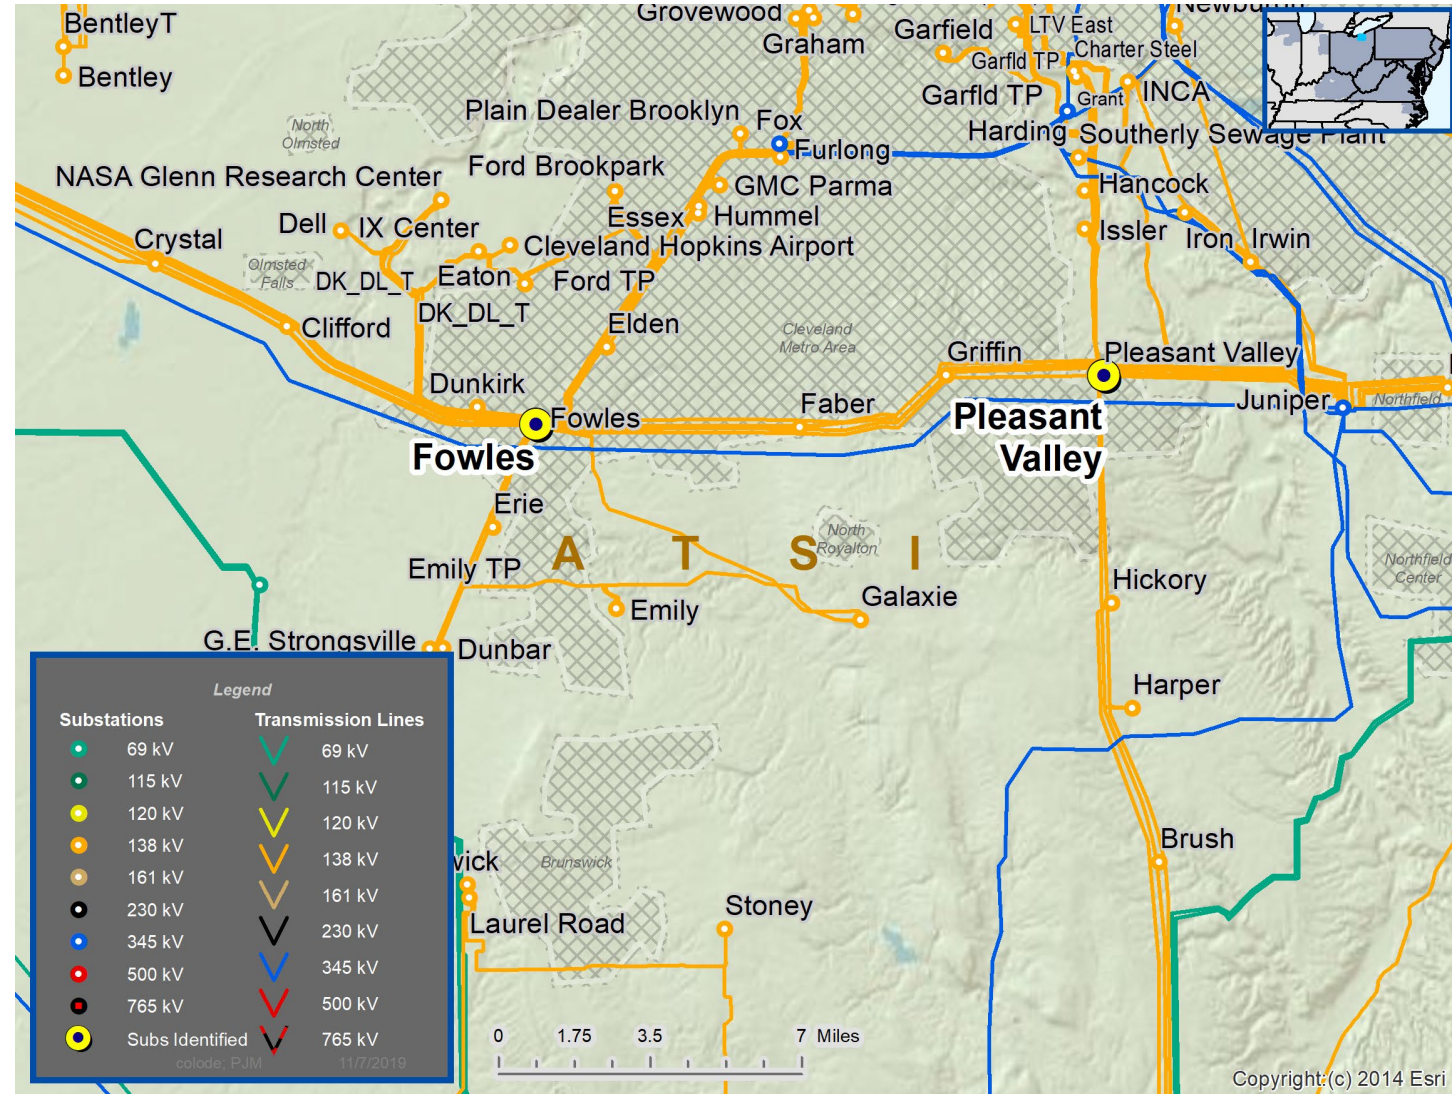 BentleyT
Bentley
Grovewood
Graham
Garfield
LTV East
Charter Steel
Garfld TP
Garfld TP
Grant
INCA
Newburgh
Plain Dealer Brooklyn
Fox
Furlong
Harding
Southerly Sewage Plant
North
Olmsted
Ford Brookpark
NASA Glenn Research Center
GMC Parma
Hancock
Essex
Hummel
Dell
IX Center
Crystal
Cleveland Hopkins Airport
Issler
Iron
Irwin
Olmsted
Falls
DK_DL_T
Eaton
Ford TP
DK_DL_T
Clifford
Elden
Cleveland
Metro Area
Griffin
Pleasant Valley
Dunkirk
Faber
Juniper
Northfield
Fowles
Fowles
Pleasant
Valley
Erie
A T S I
North
Royalton
Northfield
Center
Emily TP
Emily
Galaxie
Hickory
G.E. Strongsville
Dunbar
Harper
Legend
Substations
Transmission Lines
69 kV
69 kV
115 kV
115 kV
120 kV
120 kV
138 kV
138 kV
161 kV
161 kV
230 kV
230 kV
345 kV
345 kV
500 kV
500 kV
765 kV
765 kV
Subs Identified
colode; PJM
11/7/2019
Brush
wick
Brunswick
Laurel Road
Stoney
0 1.75 3.5 7 Miles
Copyright:(c) 2014 Esri